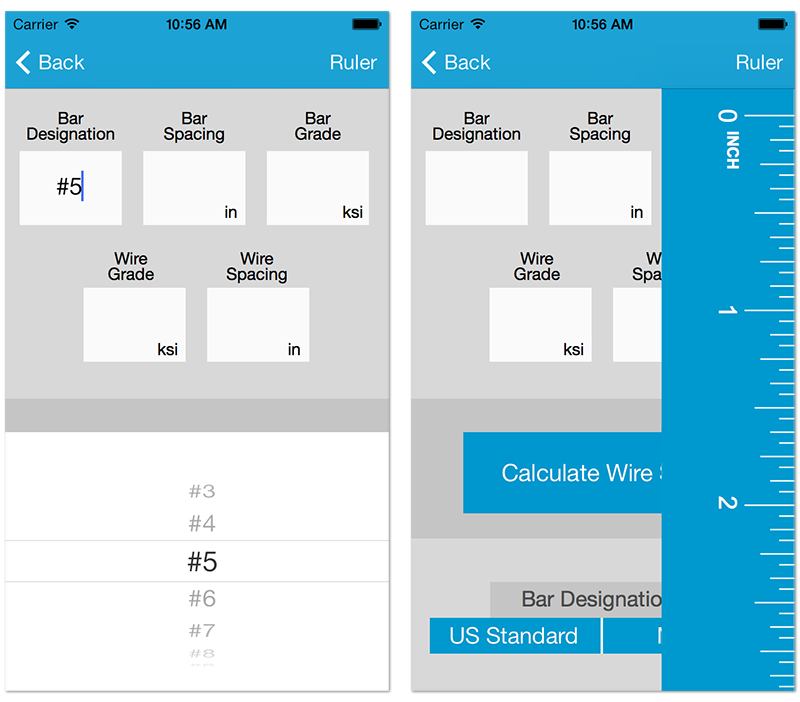 Carrier 10:56 AM
Back Ruler
Bar Designation
Bar Spacing
Bar Grade
#5
in
ksi
Wire Grade
Wire Spacing
ksi
in
#3
#4
#5
#6
#7
#8
Carrier 10:56 AM
Back Ruler
Bar Designation
Bar Spacing
in
Wire Grade
ksi
Calculate Wire
Bar Designatio
US Standard
0 INCH
1
2